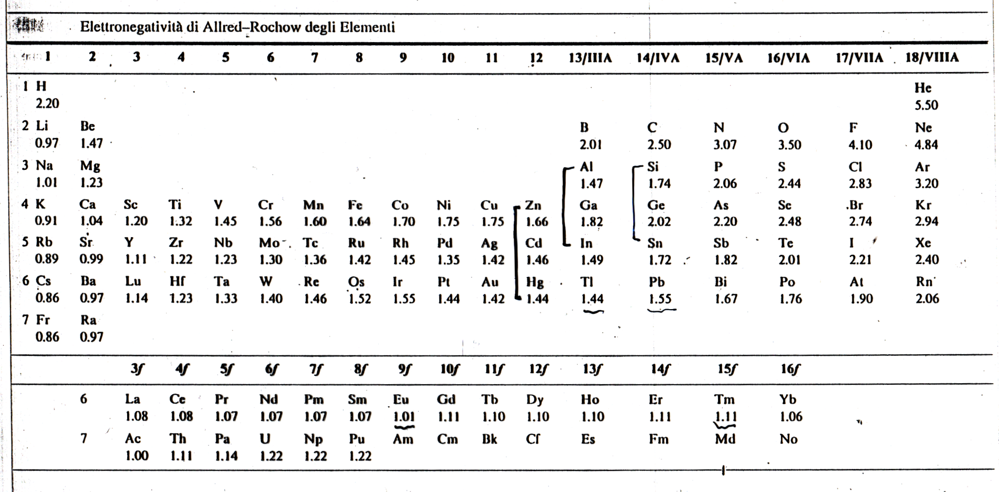 Elettronegatività di Allred–Rochow degli Elementi
1 2 3 4 5 6 7 8 9 10 11 12 13/IIIA 14/IVA 15/VA 16/VIA 17/VIIA 18/VIIIA
1 H He
2.20 5.50
2 Li Be B C N O F Ne
0.97 1.47 2.01 2.50 3.07 3.50 4.10 4.84
3 Na Mg Al Si P S Cl Ar
1.01 1.23 1.47 1.74 2.06 2.44 2.83 3.20
4 K Ca Sc Ti V Cr Mn Fe Co Ni Cu Zn Ga Ge As Se Br Kr
0.91 1.04 1.20 1.32 1.45 1.56 1.60 1.64 1.70 1.75 1.75 1.66 1.82 2.02 2.20 2.48 2.74 2.94
5 Rb Sr Y Zr Nb Mo Tc Ru Rh Pd Ag Cd In Sn Sb Te I Xe
0.89 0.99 1.11 1.22 1.23 1.30 1.36 1.42 1.45 1.35 1.42 1.46 1.49 1.72 1.82 2.01 2.21 2.40
6 Cs Ba Lu Hf Ta W Re Os Ir Pt Au Hg Tl Pb Bi Po At Rn
0.86 0.97 1.14 1.23 1.33 1.40 1.46 1.52 1.55 1.44 1.42 1.44 1.44 1.55 1.67 1.76 1.90 2.06
7 Fr Ra
0.86 0.97
3f 4f 5f 6f 7f 8f 9f 10f 11f 12f 13f 14f 15f 16f
6 La Ce Pr Nd Pm Sm Eu Gd Tb Dy Ho Er Tm Yb
1.08 1.08 1.07 1.07 1.07 1.07 1.01 1.11 1.10 1.10 1.10 1.11 1.11 1.06
7 Ac Th Pa U Np Pu Am Cm Bk Cf Es Fm Md No
1.00 1.11 1.14 1.22 1.22 1.22